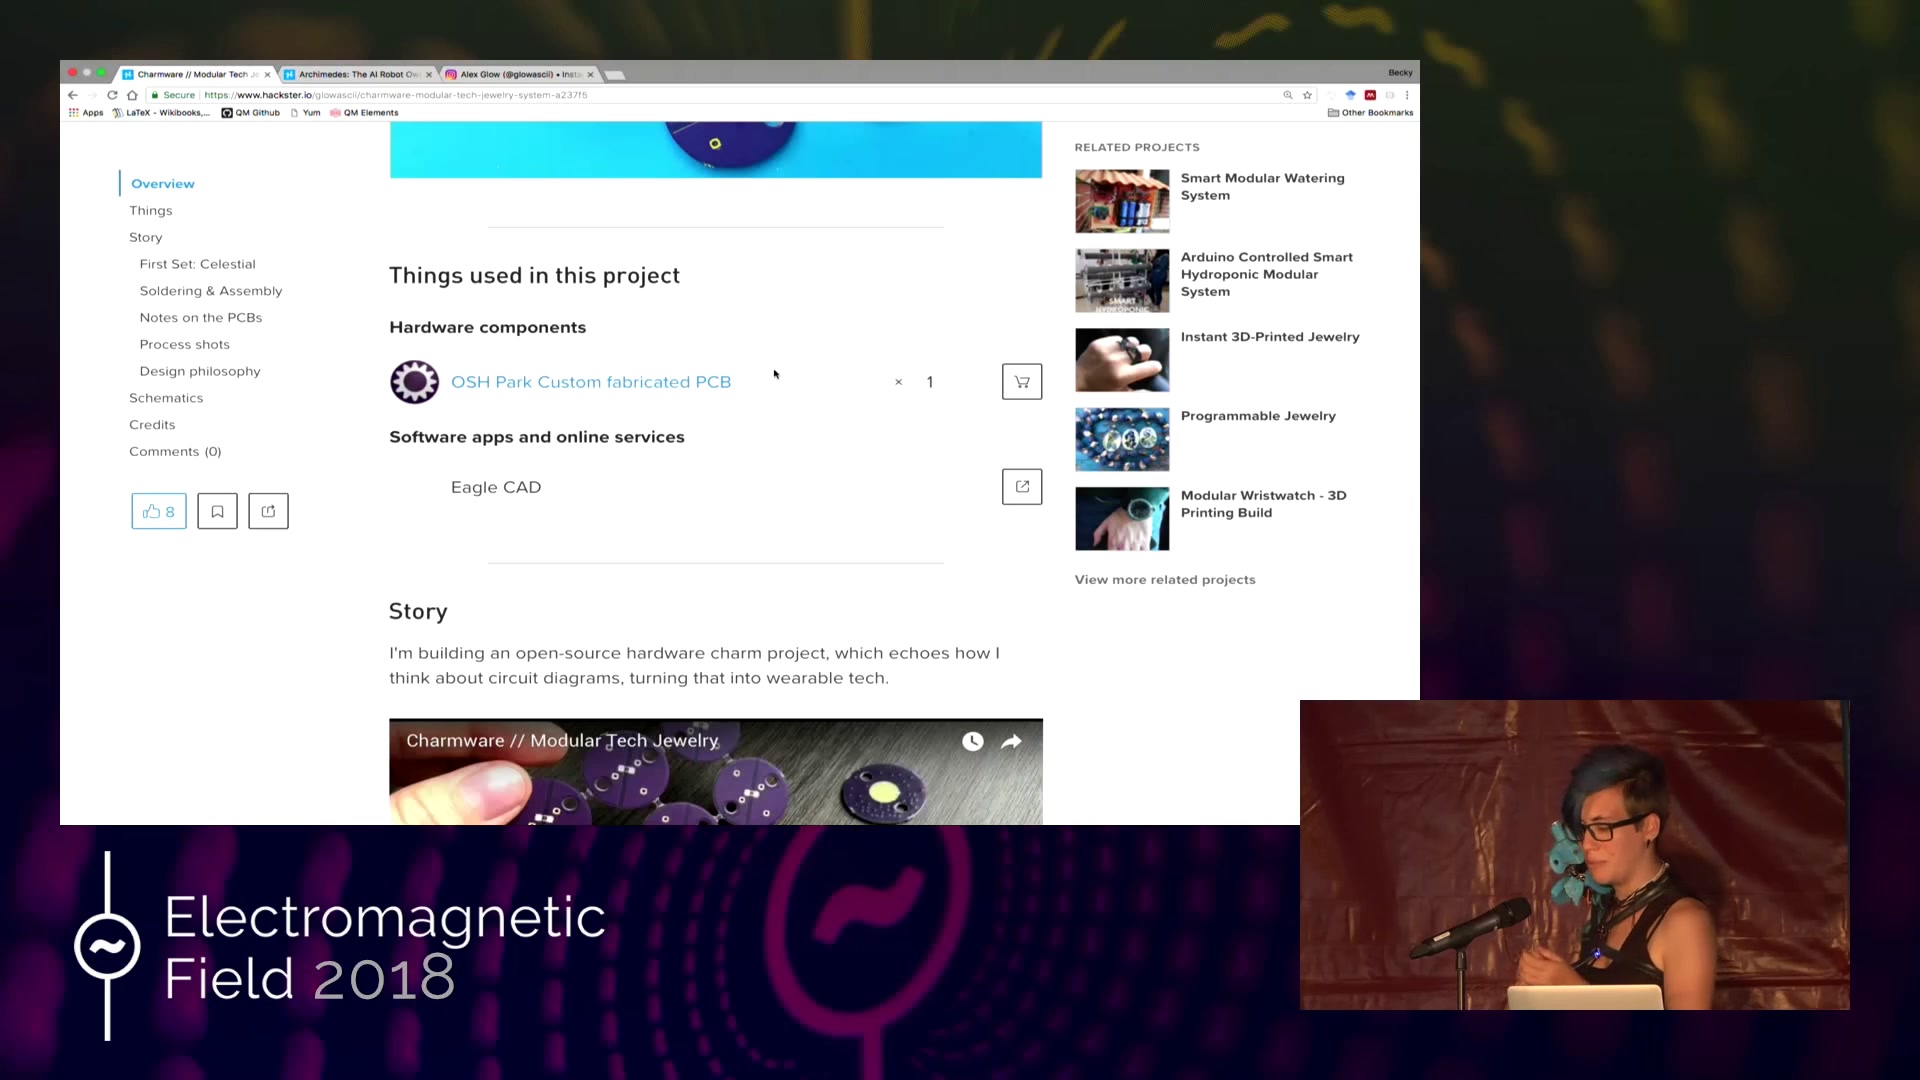 Charmware // Modular Tech Je
Archimedes: The AI Robot Ow
Alex Glow (@glowascii) • Insta
Becky
Secure
https://www.hackster.io/glowascii/charmware-modular-tech-jewelry-system-a237f5
Apps
LaTeX - Wikibooks,...
QM Github
Yum
QM Elements
Other Bookmarks
Overview
Things
Story
First Set: Celestial
Soldering & Assembly
Notes on the PCBs
Process shots
Design philosophy
Schematics
Credits
Comments (0)
8
Things used in this project
Hardware components
OSH Park Custom fabricated PCB
× 1
Software apps and online services
Eagle CAD
Story
I'm building an open-source hardware charm project, which echoes how I
think about circuit diagrams, turning that into wearable tech.
Charmware // Modular Tech Jewelry
RELATED PROJECTS
Smart Modular Watering
System
Arduino Controlled Smart
Hydroponic Modular
System
SMART
HYDROPONIC
Instant 3D-Printed Jewelry
Programmable Jewelry
Modular Wristwatch - 3D
Printing Build
View more related projects
Electromagnetic
Field 2018